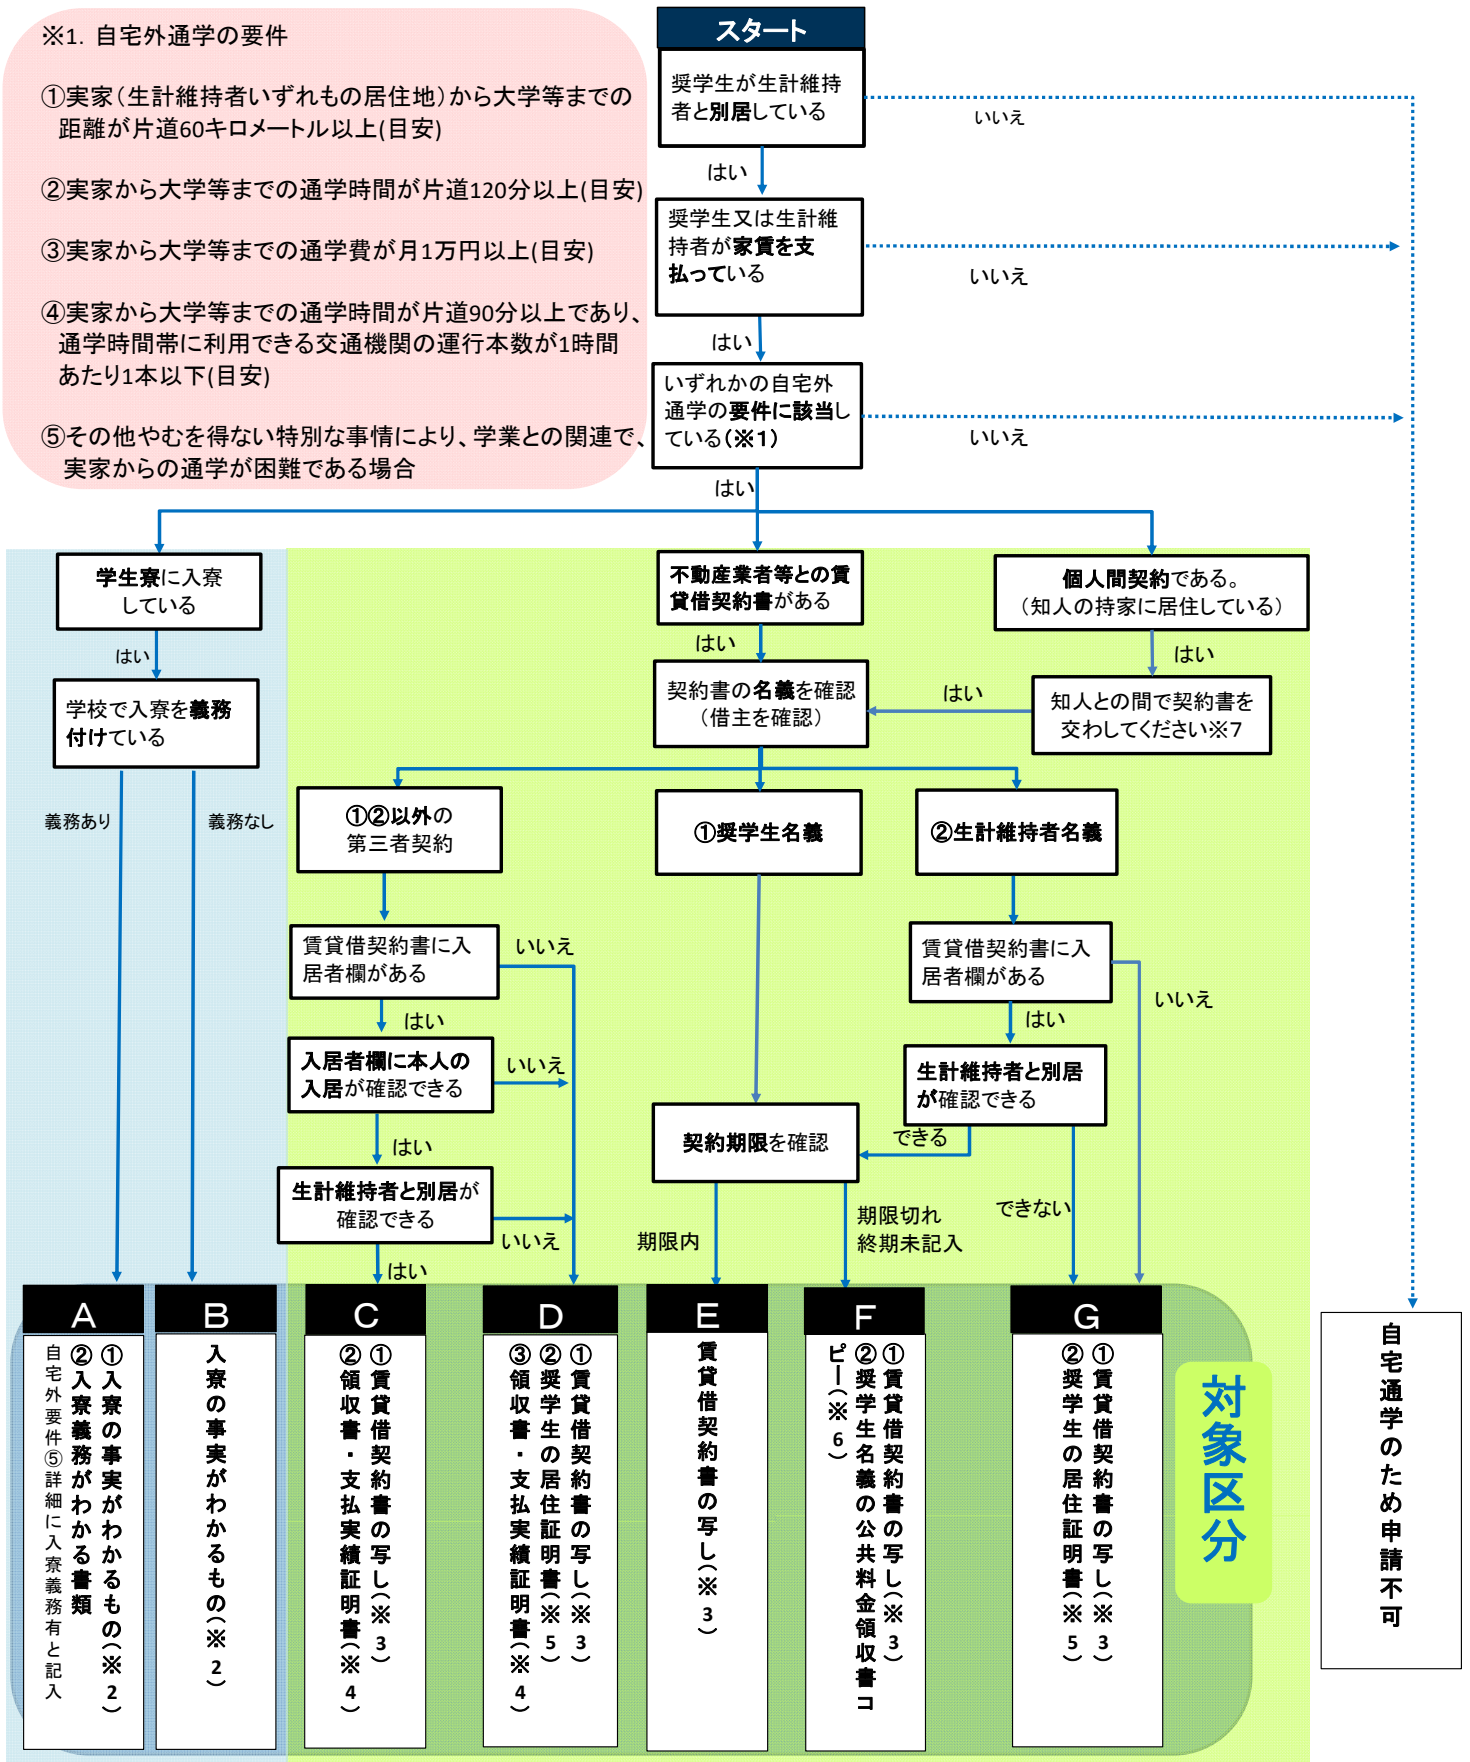 ※1. 自宅外通学の要件
①実家（生計維持者いずれもの居住地）から大学等までの
距離が片道60キロメートル以上(目安)
②実家から大学等までの通学時間が片道120分以上(目安)
③実家から大学等までの通学費が月1万円以上(目安)
④実家から大学等までの通学時間が片道90分以上であり、
通学時間帯に利用できる交通機関の運行本数が1時間
あたり1本以下(目安)
⑤その他やむを得ない特別な事情により、学業との関連で、
実家からの通学が困難である場合
スタート
奨学生が生計維持
者と別居している
いいえ
はい
奨学生又は生計維
持者が家賃を支
払っている
いいえ
はい
いずれかの自宅外
通学の要件に該当し
ている(※1)
いいえ
はい
学生寮に入寮
している
はい
学校で入寮を義務
付けている
義務あり
義務なし
不動産業者等との賃
貸借契約書がある
はい
個人間契約である。
（知人の持家に居住している）
はい
知人との間で契約書を
交わしてください※7
はい
契約書の名義を確認
（借主を確認）
①②以外の
第三者契約
①奨学生名義
②生計維持者名義
賃貸借契約書に入
居者欄がある
いいえ
はい
入居者欄に本人の
入居が確認できる
いいえ
はい
生計維持者と別居が
確認できる
いいえ
はい
賃貸借契約書に入
居者欄がある
いいえ
はい
生計維持者と別居
が確認できる
できる
できない
契約期限を確認
期限内
期限切れ
終期未記入
A
①入寮の事実がわかるもの(※2)
②入寮義務がわかる書類
自宅外要件⑤詳細に入寮義務有と記入
B
入寮の事実がわかるもの(※2)
C
①賃貸借契約書の写し(※3)
②領収書・支払実績証明書(※4)
D
①賃貸借契約書の写し(※3)
②奨学生の居住証明書(※5)
③領収書・支払実績証明書(※4)
E
賃貸借契約書の写し(※3)
F
①賃貸借契約書の写し(※3)
②奨学生名義の公共料金領収書コ
ピー(※6)
G
①賃貸借契約書の写し(※3)
②奨学生の居住証明書(※5)
対象区分
自宅通学のため申請不可